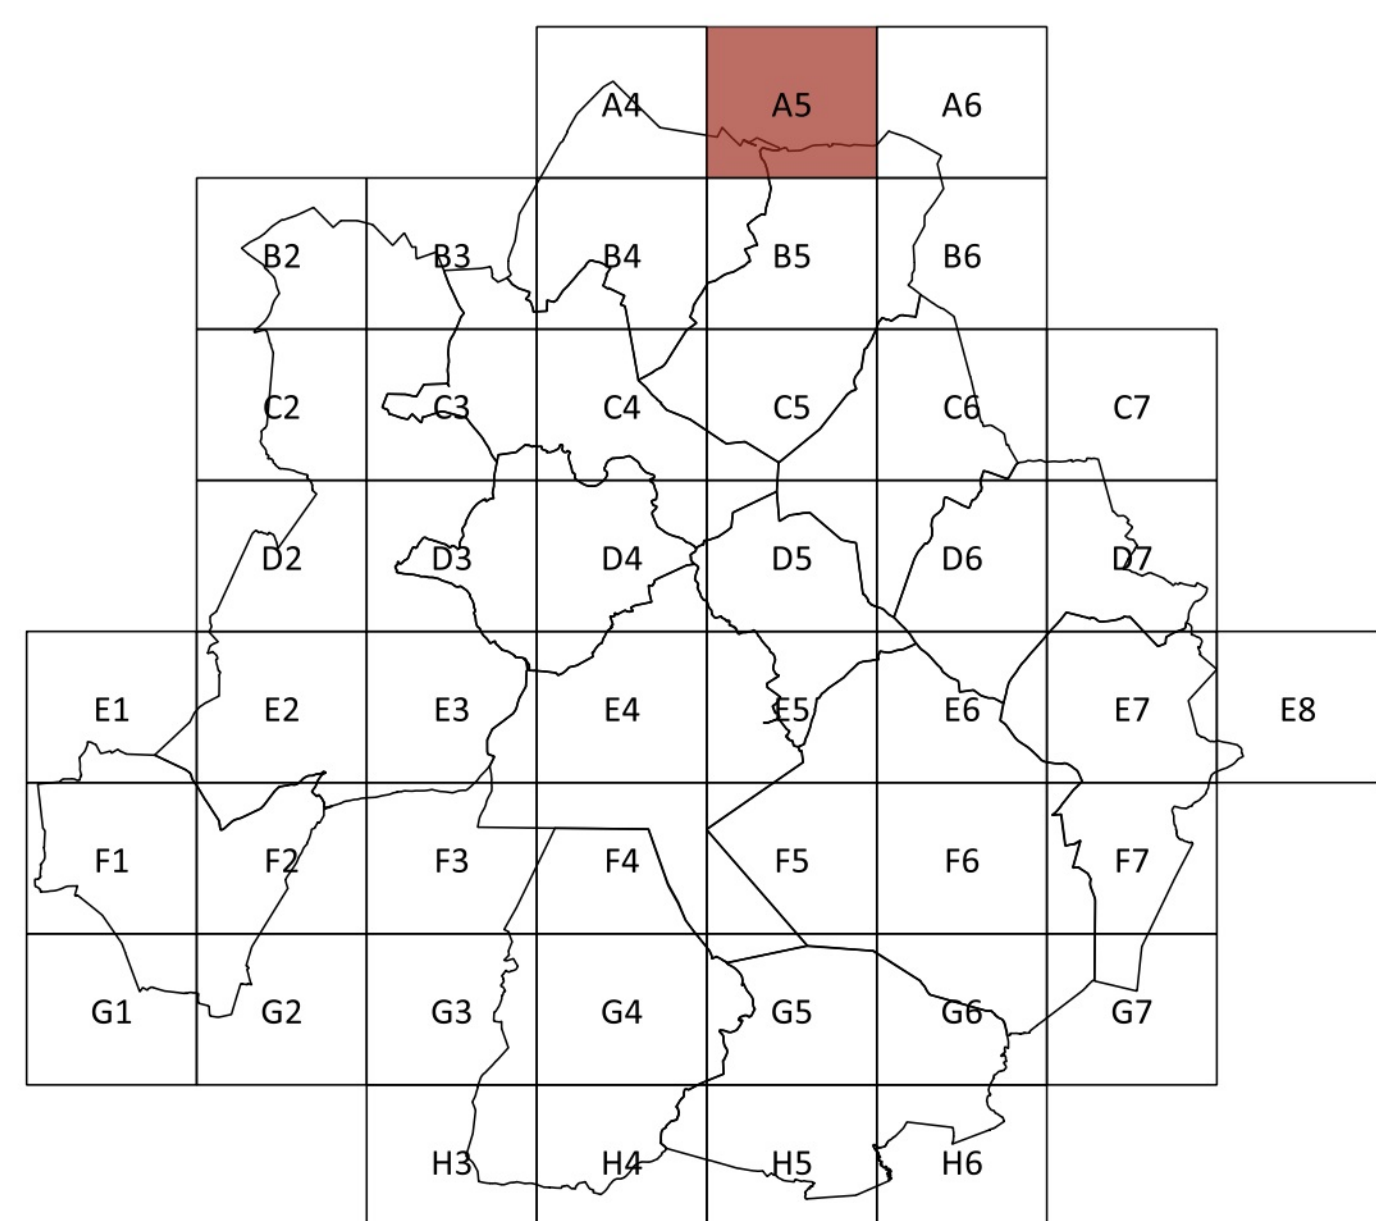 A4 A5 A6
B2 B3 B4 B5 B6
C2 C3 C4 C5 C6 C7
D2 D3 D4 D5 D6 D7
E1 E2 E3 E4 E5 E6 E7 E8
F1 F2 F3 F4 F5 F6 F7
G1 G2 G3 G4 G5 G6 G7
H3 H4 H5 H6